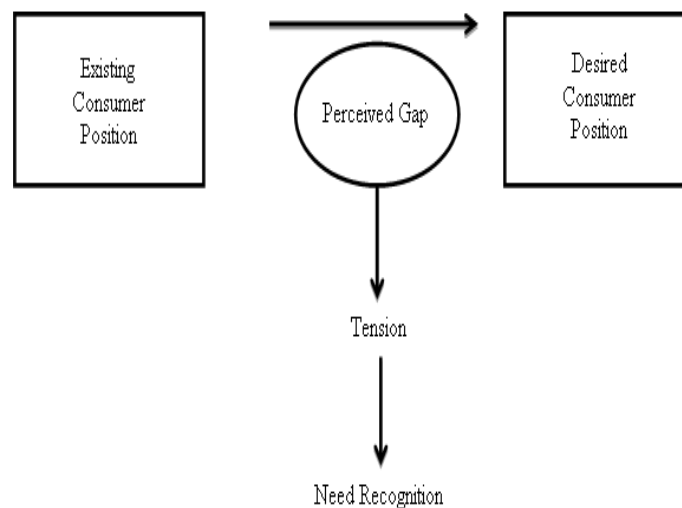 Existing
Consumer
Position
Perceived Gap
Desired
Consumer
Position
Tension
Need Recognition